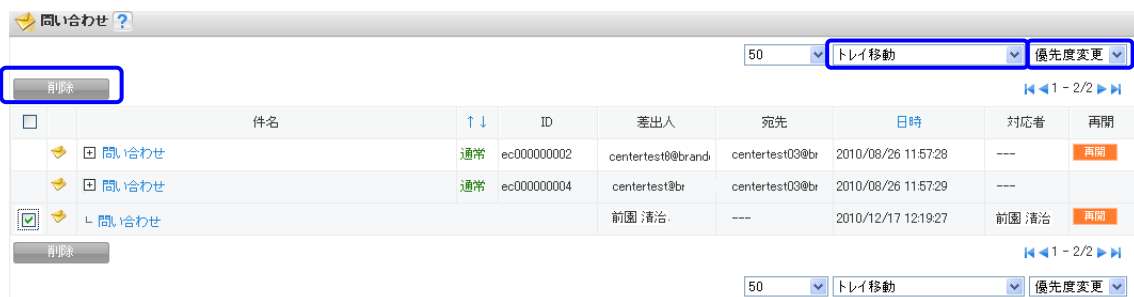 問い合わせ ?
50 トレイ移動 優先度変更
削除
1 - 2/2
件名 ↑↓ ID 差出人 宛先 日時 対応者 再開
問い合わせ 通常 ec000000002 centertest8@brand centertest03@br 2010/08/26 11:57:28 --- 再開
問い合わせ 通常 ec000000004 centertest@br centertest03@br 2010/08/26 11:57:29 ---
問い合わせ 前園 清治 --- 2010/12/17 12:19:27 前園 清治 再開
削除
1 - 2/2
50 トレイ移動 優先度変更